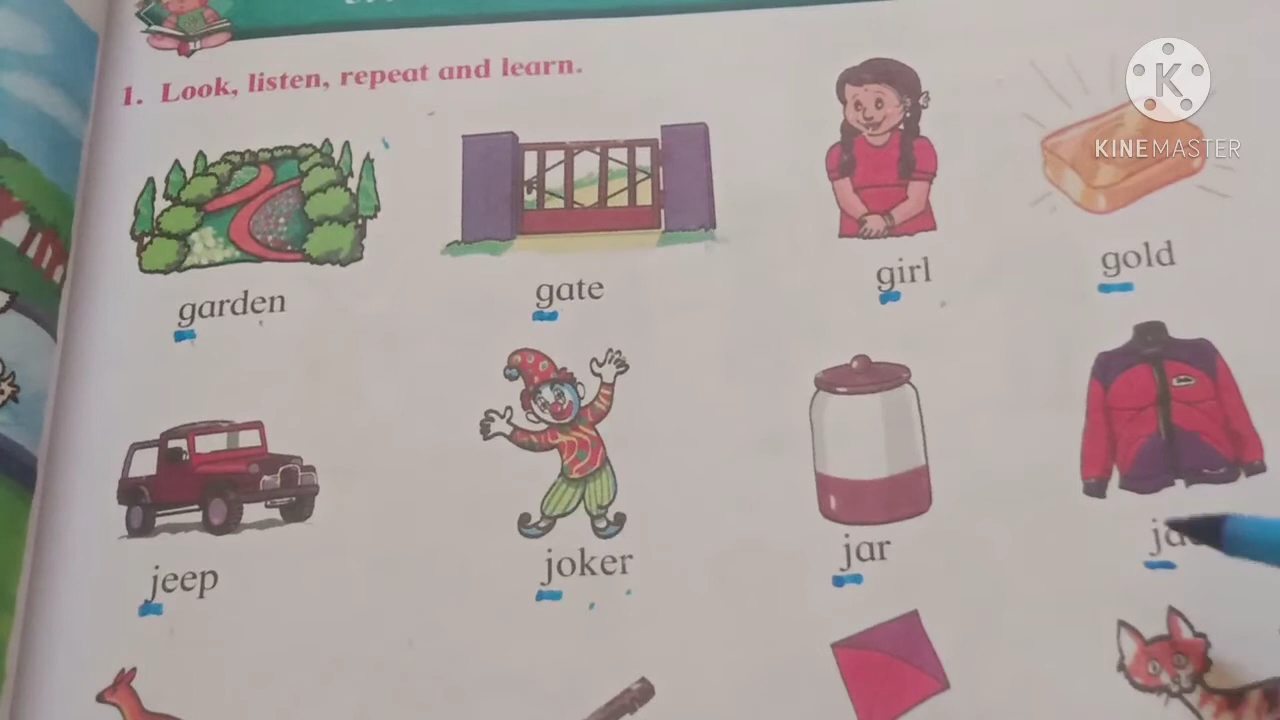 1. Look, listen, repeat and learn.
KINEMASTER
garden gate girl gold
jeep joker jar